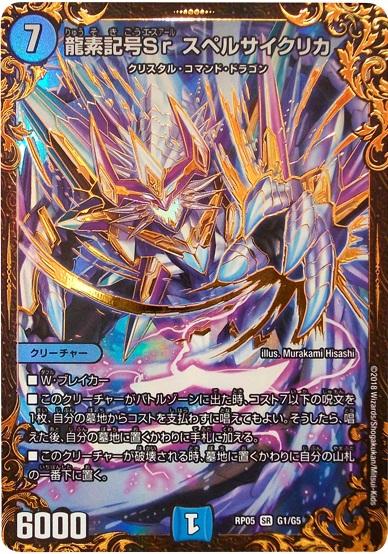 7
りゅうそきごうエスアール
龍素記号Sr スペルサイクリカ
クリスタル・コマンド・ドラゴン
クリーチャー
illus. Murakami Hisashi
■W・ブレイカー
■このクリーチャーがバトルゾーンに出た時、コスト7以下の呪文を
1枚、自分の墓地からコストを支払わずに唱えてもよい。そうしたら、唱
えた後、自分の墓地に置くかわりに手札に加える。
■このクリーチャーが破壊される時、墓地に置くかわりに自分の山札
の一番下に置く。
©2018 Wizards/Shogakukan/Mitsui-Kids
6000
1
RP05 SR G1/G5